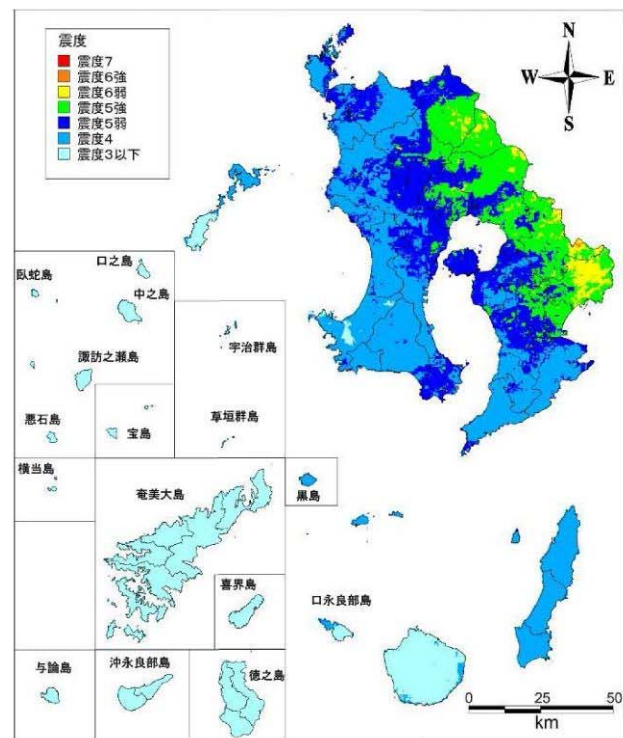 震度
震度7
震度6強
震度6弱
震度5強
震度5弱
震度4
震度3以下
N
W E
S
口之島
臥蛇島
中之島
宇治群島
諏訪之瀬島
悪石島
宝島
草垣群島
横当島
奄美大島
黒島
喜界島
口永良部島
与論島
沖永良部島
徳之島
0 25 50
km